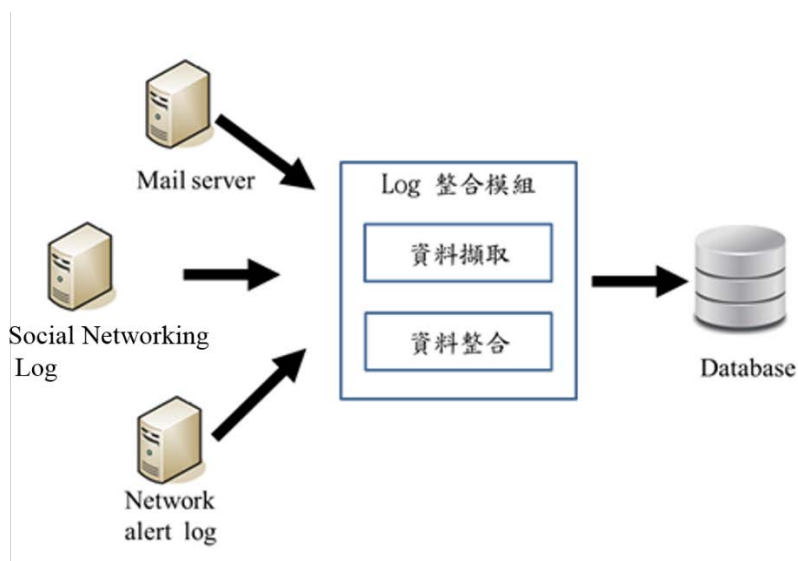 Mail server
Social Networking
Log
Network
alert log
Log 整合模組
資料擷取
資料整合
Database